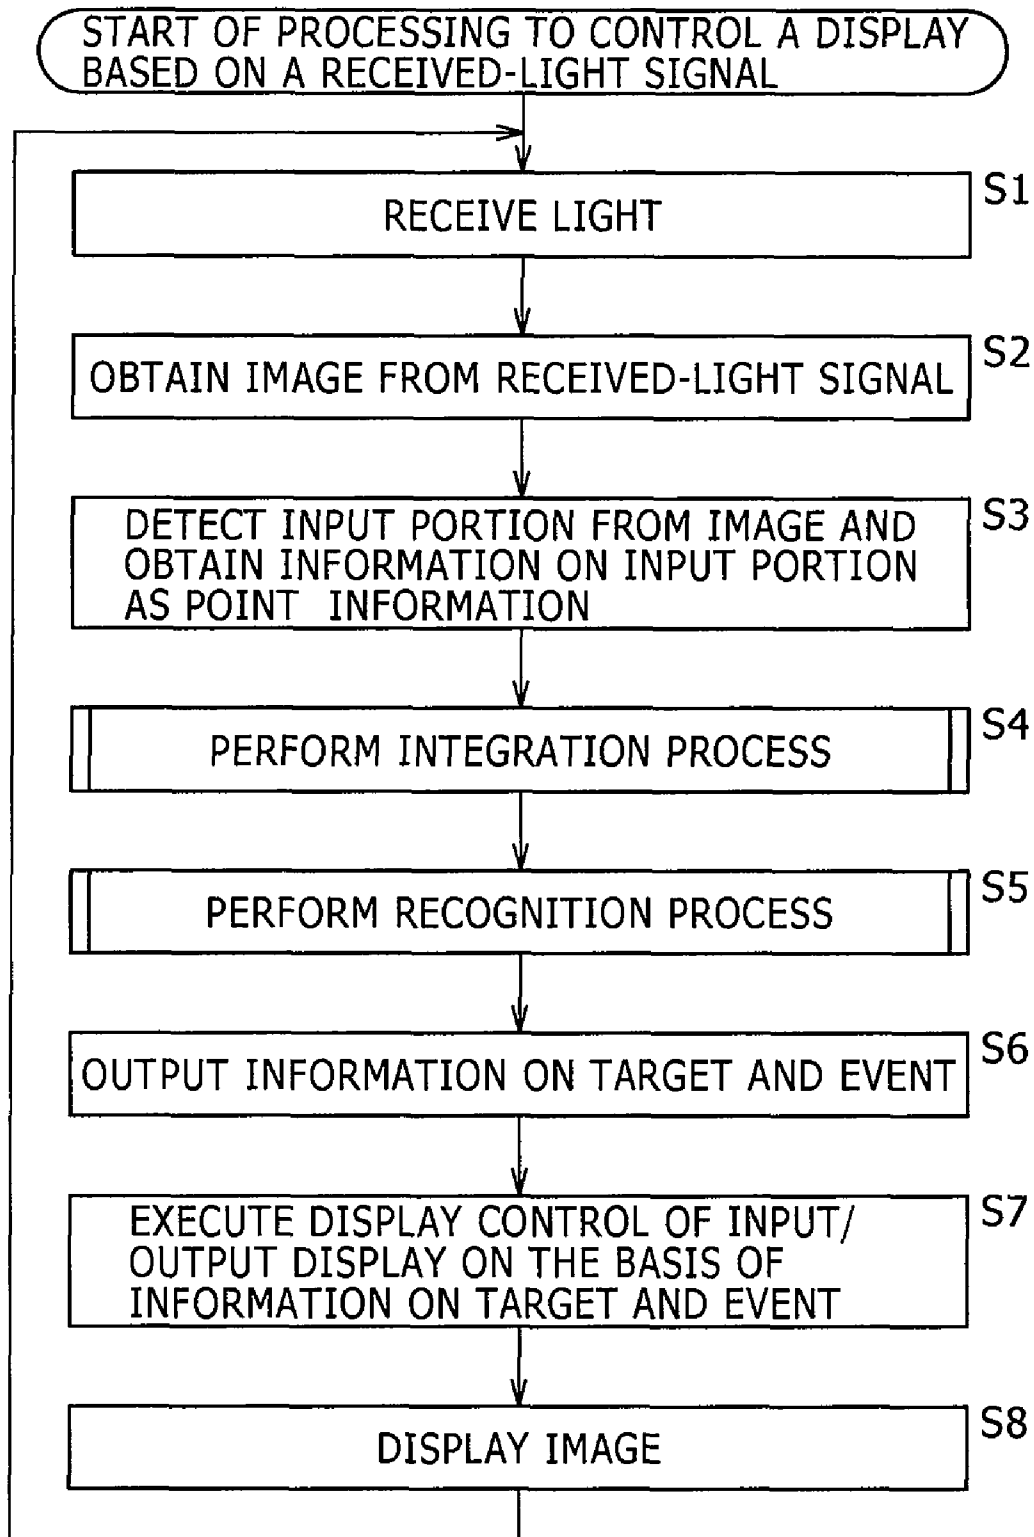 START OF PROCESSING TO CONTROL A DISPLAY
BASED ON A RECEIVED-LIGHT SIGNAL
S1
RECEIVE LIGHT
S2
OBTAIN IMAGE FROM RECEIVED-LIGHT SIGNAL
S3
DETECT INPUT PORTION FROM IMAGE AND
OBTAIN INFORMATION ON INPUT PORTION
AS POINT INFORMATION
S4
PERFORM INTEGRATION PROCESS
S5
PERFORM RECOGNITION PROCESS
S6
OUTPUT INFORMATION ON TARGET AND EVENT
S7
EXECUTE DISPLAY CONTROL OF INPUT/
OUTPUT DISPLAY ON THE BASIS OF
INFORMATION ON TARGET AND EVENT
S8
DISPLAY IMAGE